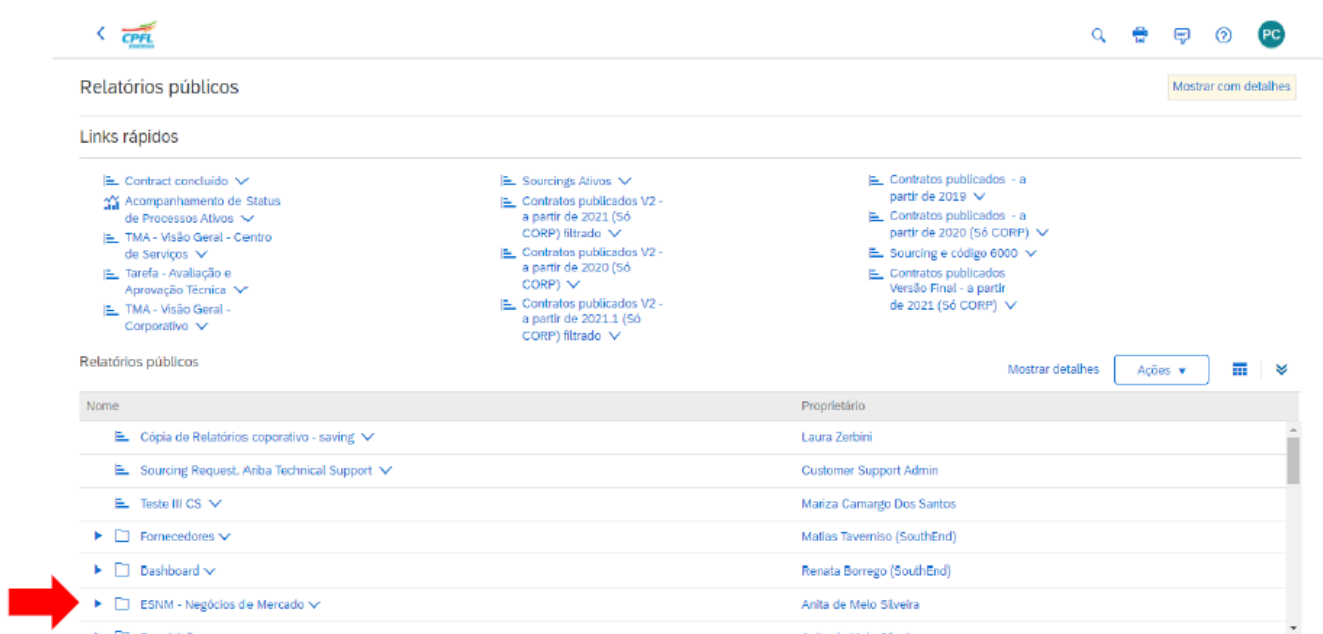 CPFL
ENERGIA
PC
Relatórios públicos
Mostrar com detalhes
Links rápidos
Contract concluído
Acompanhamento de Status
de Processos Ativos
TMA - Visão Geral - Centro
de Serviços
Tarefa - Avaliação e
Aprovação Técnica
TMA - Visão Geral -
Corporativo
Sourcings Ativos
Contratos publicados V2 -
a partir de 2021 (Só
CORP) filtrado
Contratos publicados V2 -
a partir de 2020 (Só
CORP)
Contratos publicados V2 -
a partir de 2021.1 (Só
CORP) filtrado
Contratos publicados - a
partir de 2019
Contratos publicados - a
partir de 2020 (Só CORP)
Sourcing e código 6000
Contratos publicados
Versão Final - a partir
de 2021 (Só CORP)
Relatórios públicos
Mostrar detalhes
Ações
Nome
Proprietário
Cópia de Relatórios coporativo - saving
Laura Zerbini
Sourcing Request. Ariba Technical Support
Customer Support Admin
Teste III CS
Mariza Camargo Dos Santos
Fornecedores
Matias Taverniso (SouthEnd)
Dashboard
Renata Borrego (SouthEnd)
ESNM - Negócios de Mercado
Anita de Melo Silveira